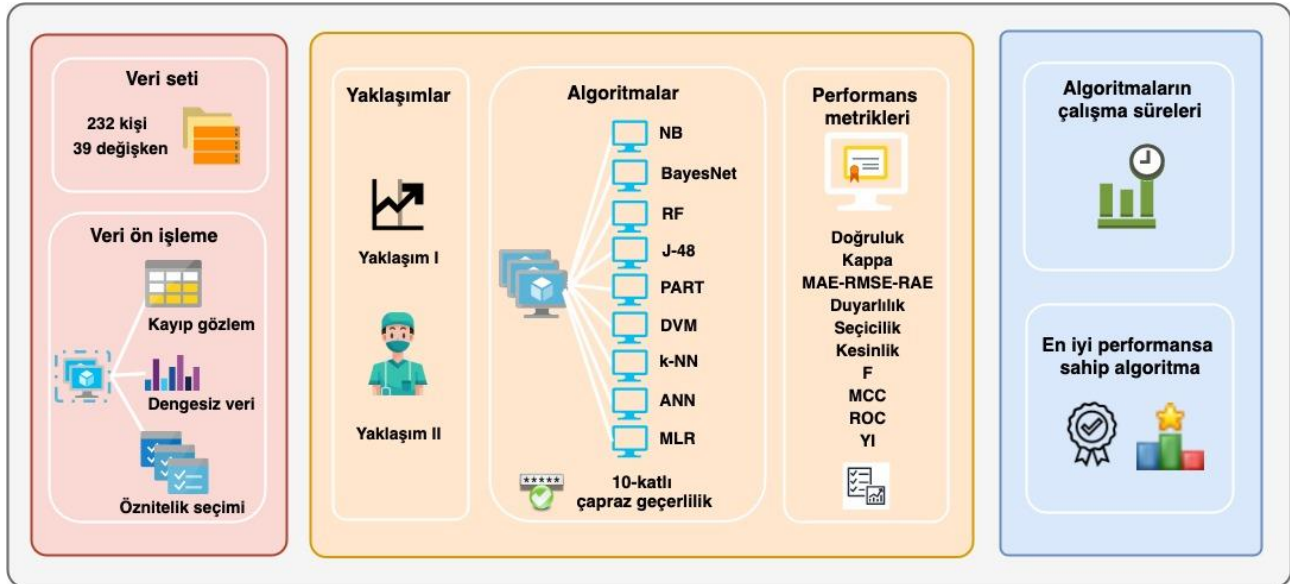 Veri seti
232 kişi
39 değişken
Veri ön işleme
Kayıp gözlem
Dengesiz veri
Öznitelik seçimi
Yaklaşımlar
Yaklaşım I
Yaklaşım II
Algoritmalar
NB
BayesNet
RF
J-48
PART
DVM
k-NN
ANN
MLR
*****
10-katlı
çapraz geçerlilik
Performans
metrikleri
Doğruluk
Kappa
MAE-RMSE-RAE
Duyarlılık
Seçicilik
Kesinlik
F
MCC
ROC
YI
Algoritmaların
çalışma süreleri
En iyi performansa
sahip algoritma